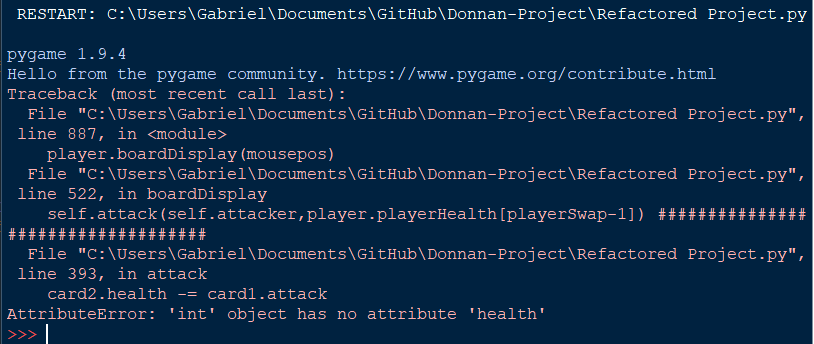 RESTART: C:\Users\Gabriel\Documents\GitHub\Donnan-Project\Refactored Project.py
pygame 1.9.4
Hello from the pygame community. https://www.pygame.org/contribute.html
Traceback (most recent call last):
  File "C:\Users\Gabriel\Documents\GitHub\Donnan-Project\Refactored Project.py",
 line 887, in <module>
    player.boardDisplay(mousepos)
  File "C:\Users\Gabriel\Documents\GitHub\Donnan-Project\Refactored Project.py",
 line 522, in boardDisplay
    self.attack(self.attacker,player.playerHealth[playerSwap-1]) ###############
####################
  File "C:\Users\Gabriel\Documents\GitHub\Donnan-Project\Refactored Project.py",
 line 393, in attack
    card2.health -= card1.attack
AttributeError: 'int' object has no attribute 'health'
>>>